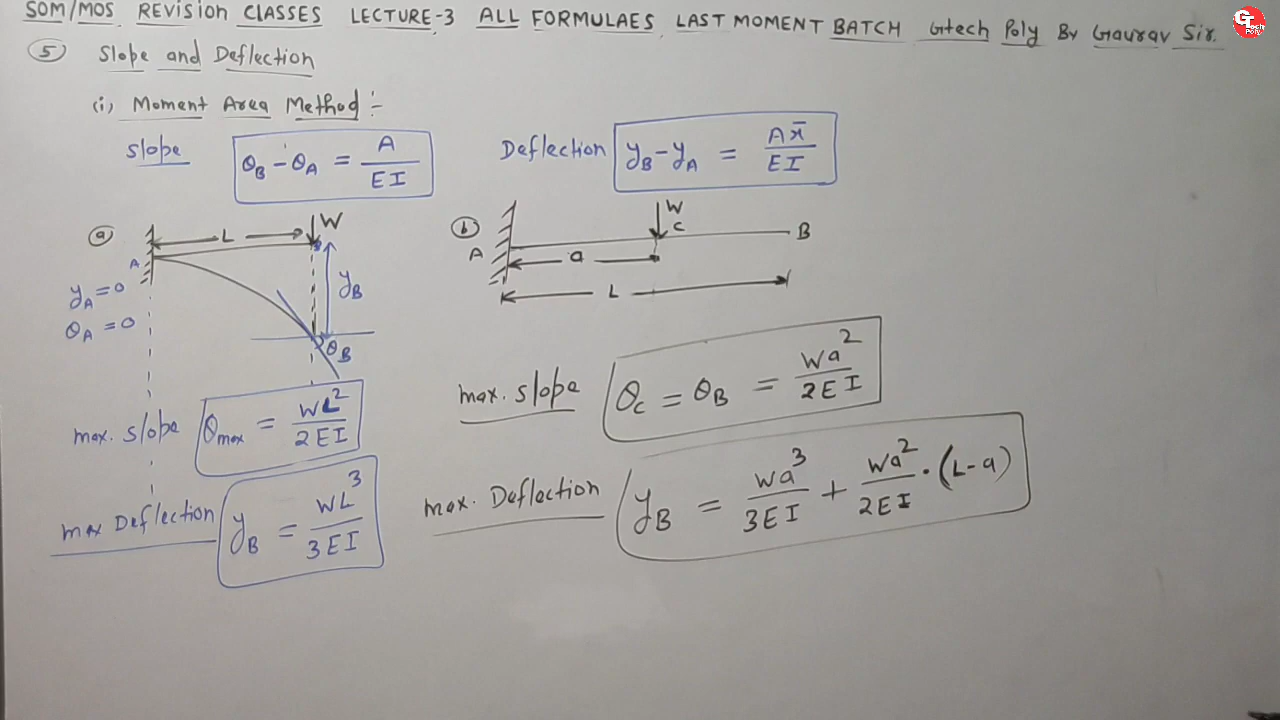 SOM/MOS REVISION CLASSES LECTURE-3 ALL FORMULAES LAST MOMENT BATCH Gtech Poly By Gaurav Sir.
GTech Poly
5 Slope and Deflection
(i) Moment Area Method :-
Slope θB - θA = A/EI
Deflection yB - yA = Ax̄/EI
a
L
W
A
yA = 0
θA = 0
yB
θB
max. slope θmax = WL²/2EI
max Deflection yB = WL³/3EI
b
W
C
A
B
a
L
max. slope θc = θB = Wa²/2EI
max. Deflection yB = Wa³/3EI + Wa²/2EI · (L-a)